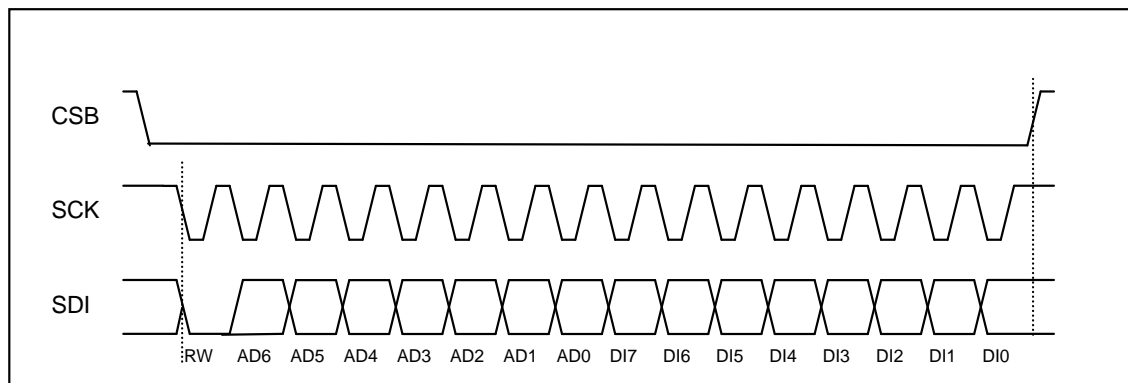 CSB
SCK
SDI
RW AD6 AD5 AD4 AD3 AD2 AD1 AD0 DI7 DI6 DI5 DI4 DI3 DI2 DI1 DI0